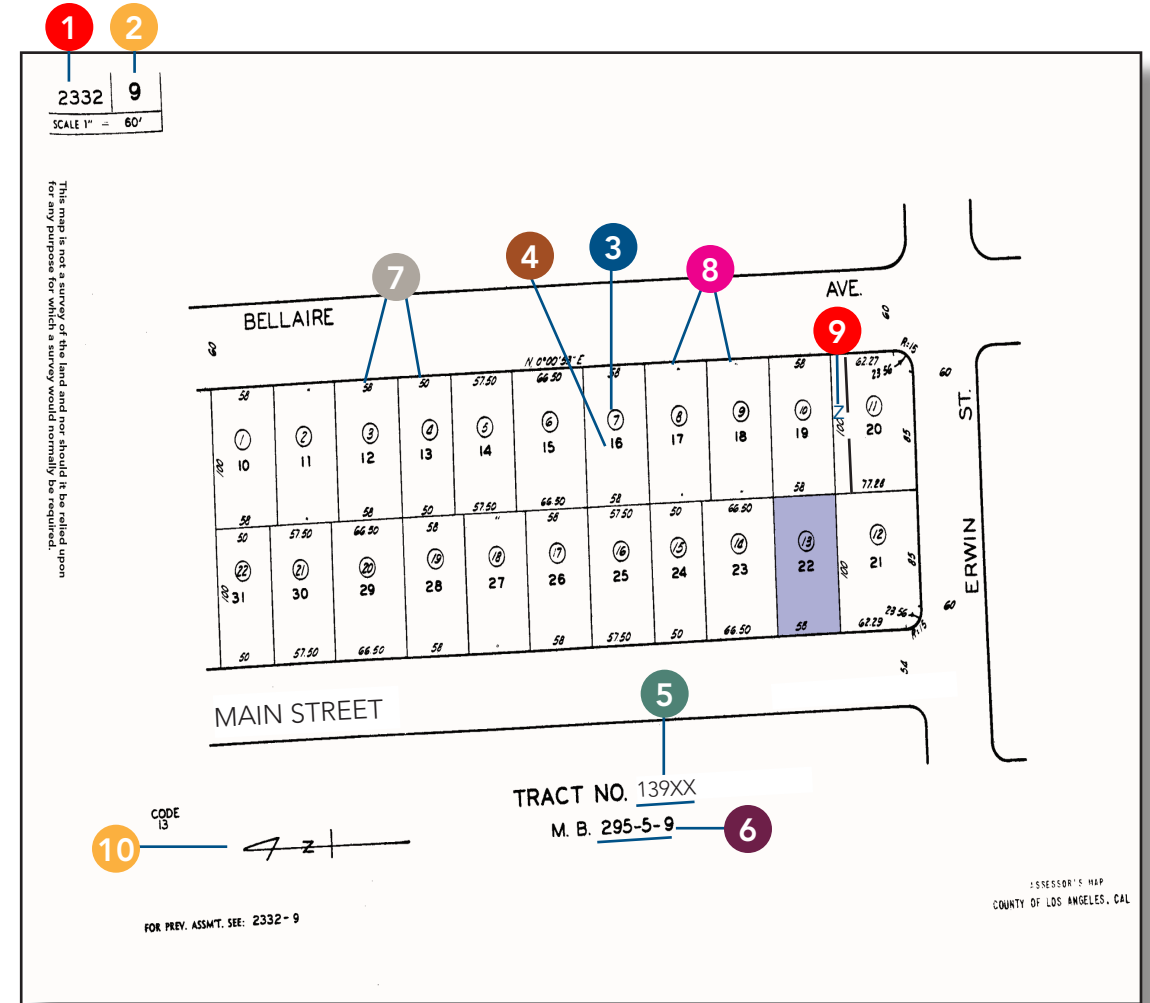 1 2
2332 9
SCALE 1" = 60'
This map is not a survey of the land and nor should it be relied upon
for any purpose for which a survey would normally be required.
7 4 3 8 9
BELLAIRE AVE.
60 60
N 0°00'53" E
58 58 50 57.50 66.50 58 58 62.27 R=15
23 56 60
1 2 3 4 5 6 7 8 9 10 11
10 11 12 13 14 15 16 17 18 19 20
100 100 85
58 58 50 57.50 66.50 58 58 77.28
50 57.50 66.50 58 " 58 57.50 50 66.50
22 21 20 19 18 17 16 15 14 13 12
31 30 29 28 27 26 25 24 23 22 21
100 100 85
50 57.50 66.50 58 58 57.50 50 66.50 58 62.29
23 56 60
R=15
54
ERWIN ST.
MAIN STREET
5
TRACT NO. 139XX
M. B. 295-5-9 6
CODE
13
10
N
FOR PREV. ASSM'T. SEE: 2332-9
ASSESSOR'S MAP
COUNTY OF LOS ANGELES, CAL